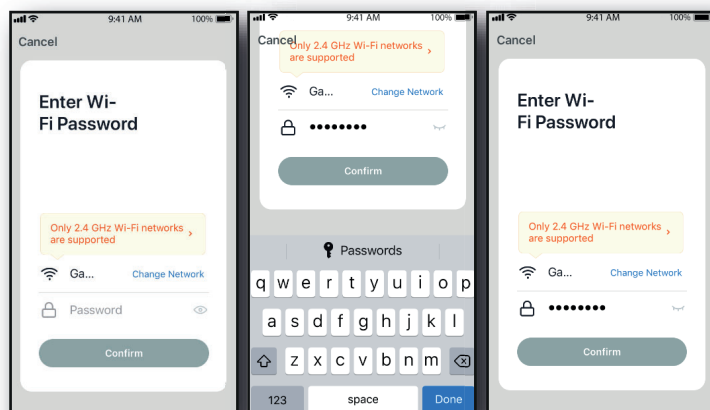 9:41 AM 100%
Cancel
Enter Wi-
Fi Password
Only 2.4 GHz Wi-Fi networks
are supported
Ga... Change Network
Password
Confirm
9:41 AM 100%
Cancel
Only 2.4 GHz Wi-Fi networks
are supported
Ga... Change Network
••••••••
Confirm
Passwords
q w e r t y u i o p
a s d f g h j k l
z x c v b n m
123 space Done
9:41 AM 100%
Cancel
Enter Wi-
Fi Password
Only 2.4 GHz Wi-Fi networks
are supported
Ga... Change Network
••••••••
Confirm